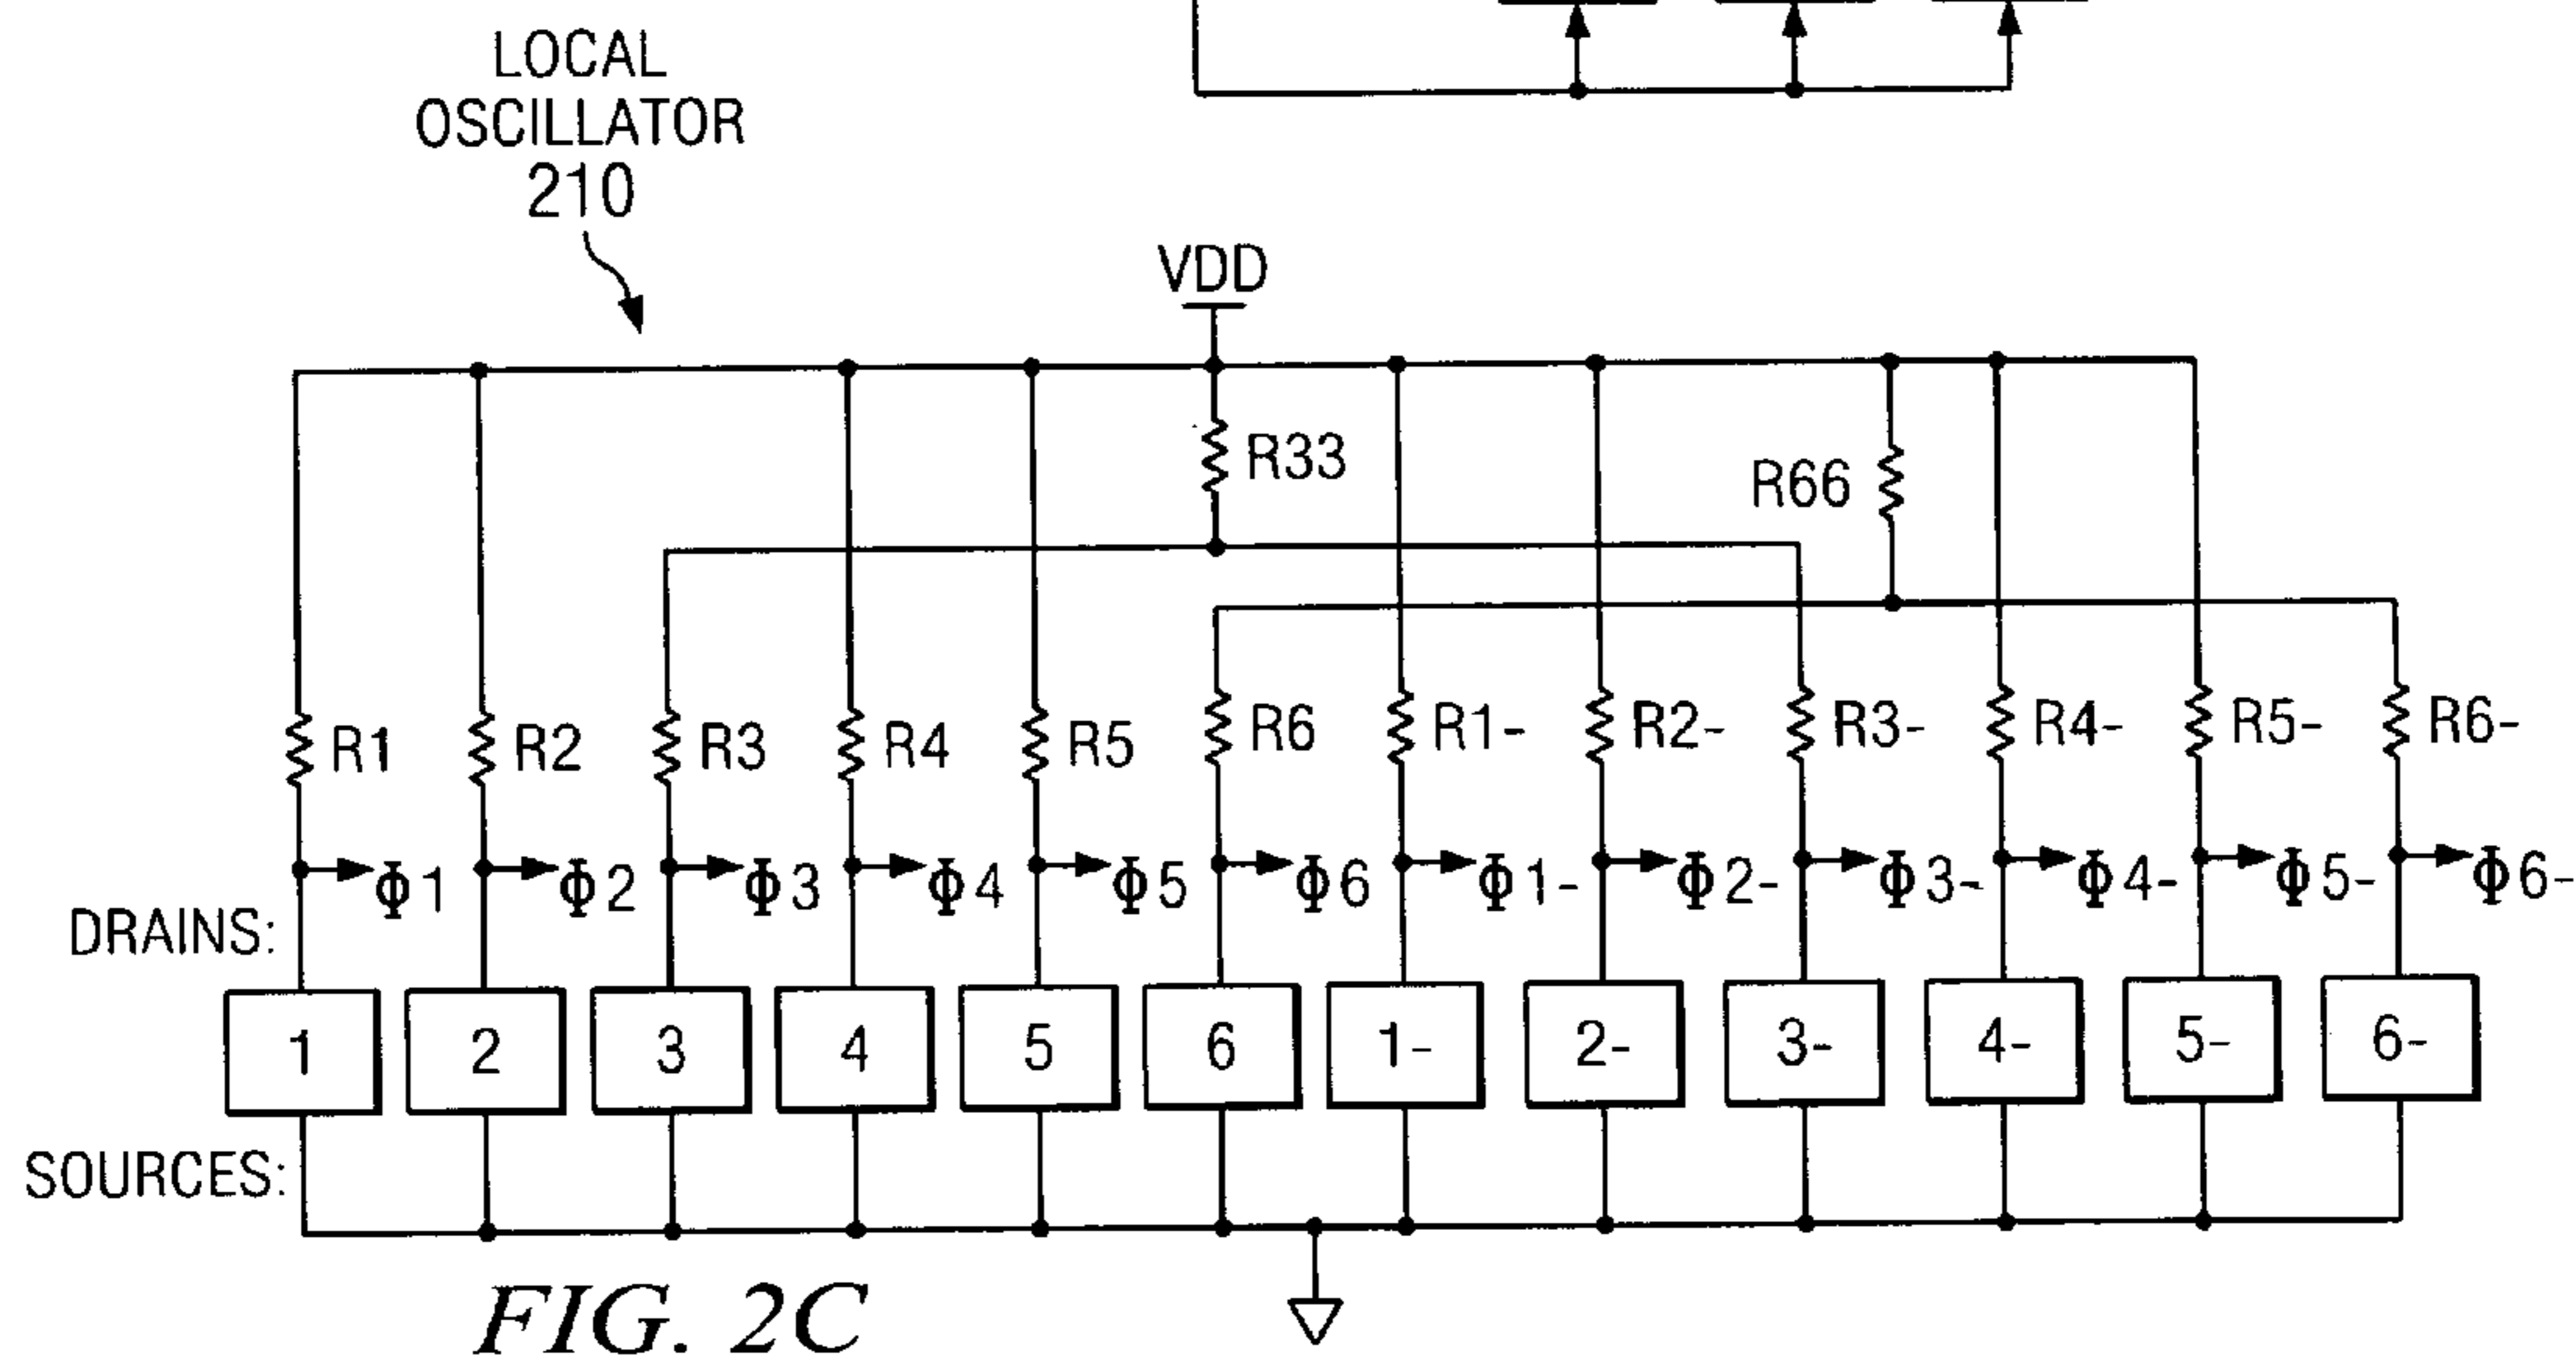 LOCAL
OSCILLATOR
210
VDD
R33
R66
R1 R2 R3 R4 R5 R6 R1- R2- R3- R4- R5- R6-
Φ1 Φ2 Φ3 Φ4 Φ5 Φ6 Φ1- Φ2- Φ3- Φ4- Φ5- Φ6-
DRAINS:
1 2 3 4 5 6 1- 2- 3- 4- 5- 6-
SOURCES:
FIG. 2C